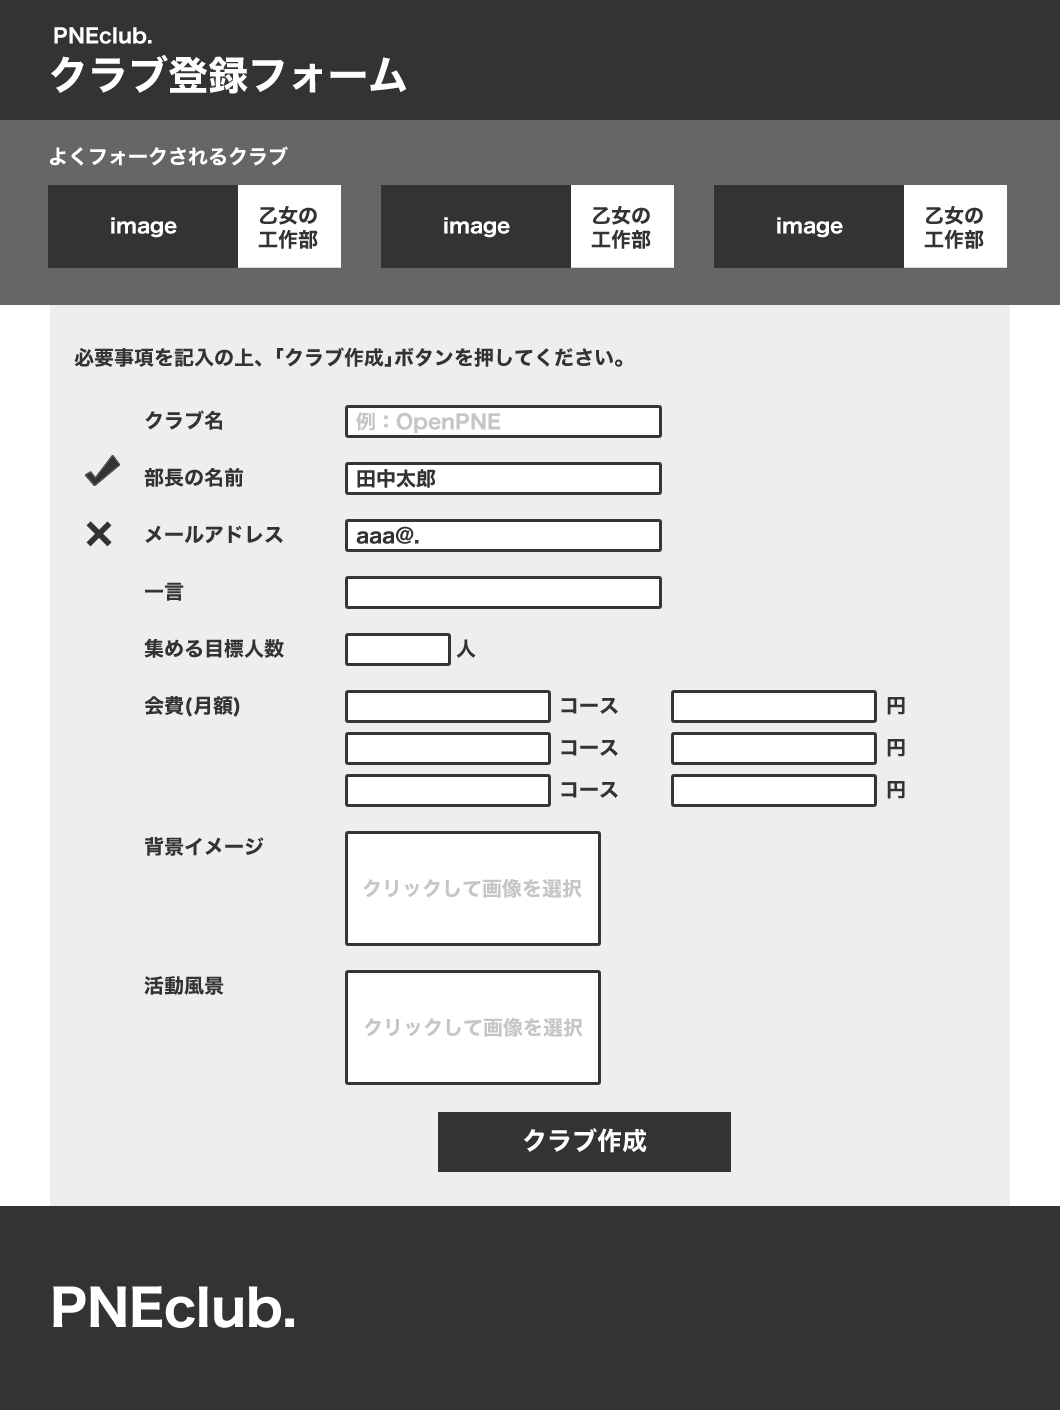 PNEclub.
クラブ登録フォーム
よくフォークされるクラブ
image
乙女の
工作部
image
乙女の
工作部
image
乙女の
工作部
必要事項を記入の上、「クラブ作成」ボタンを押してください。
クラブ名 例：OpenPNE
部長の名前 田中太郎
メールアドレス aaa@.
一言
集める目標人数 人
会費(月額) コース 円
コース 円
コース 円
背景イメージ
クリックして画像を選択
活動風景
クリックして画像を選択
クラブ作成
PNEclub.